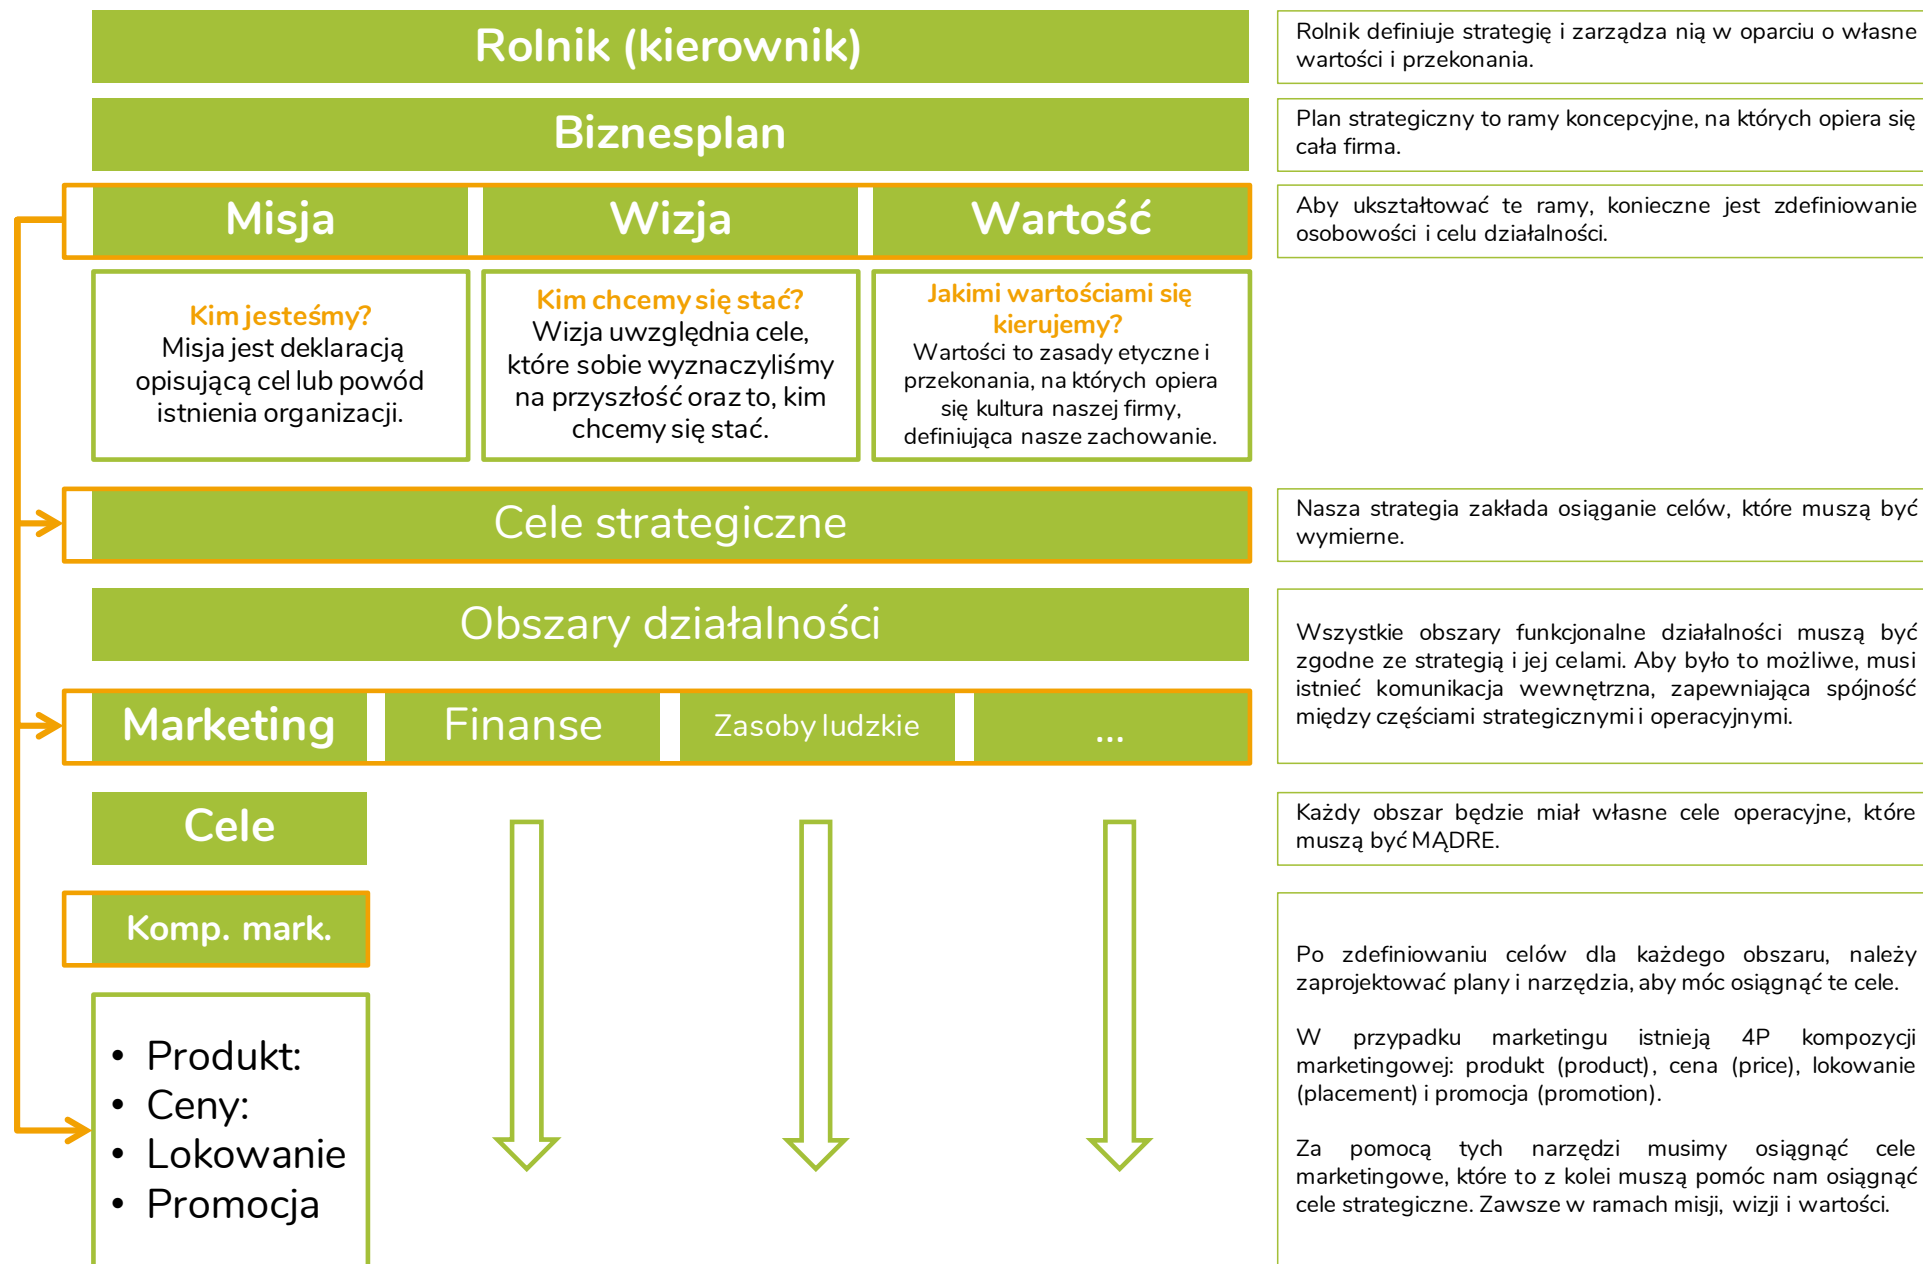 Rolnik (kierownik)
Rolnik definiuje strategię i zarządza nią w oparciu o własne
wartości i przekonania.
Biznesplan
Plan strategiczny to ramy koncepcyjne, na których opiera się
cała firma.
Misja
Wizja
Wartość
Aby ukształtować te ramy, konieczne jest zdefiniowanie
osobowości i celu działalności.
Kim jesteśmy?
Misja jest deklaracją
opisującą cel lub powód
istnienia organizacji.
Kim chcemy się stać?
Wizja uwzględnia cele,
które sobie wyznaczyliśmy
na przyszłość oraz to, kim
chcemy się stać.
Jakimi wartościami się
kierujemy?
Wartości to zasady etyczne i
przekonania, na których opiera
się kultura naszej firmy,
definiująca nasze zachowanie.
Cele strategiczne
Nasza strategia zakłada osiąganie celów, które muszą być
wymierne.
Obszary działalności
Wszystkie obszary funkcjonalne działalności muszą być
zgodne ze strategią i jej celami. Aby było to możliwe, musi
istnieć komunikacja wewnętrzna, zapewniająca spójność
między częściami strategicznymi i operacyjnymi.
Marketing
Finanse
Zasoby ludzkie
...
Cele
Każdy obszar będzie miał własne cele operacyjne, które
muszą być MĄDRE.
Komp. mark.
• Produkt:
• Ceny:
• Lokowanie
• Promocja
Po zdefiniowaniu celów dla każdego obszaru, należy
zaprojektować plany i narzędzia, aby móc osiągnąć te cele.
W przypadku marketingu istnieją 4P kompozycji
marketingowej: produkt (product), cena (price), lokowanie
(placement) i promocja (promotion).
Za pomocą tych narzędzi musimy osiągnąć cele
marketingowe, które to z kolei muszą pomóc nam osiągnąć
cele strategiczne. Zawsze w ramach misji, wizji i wartości.